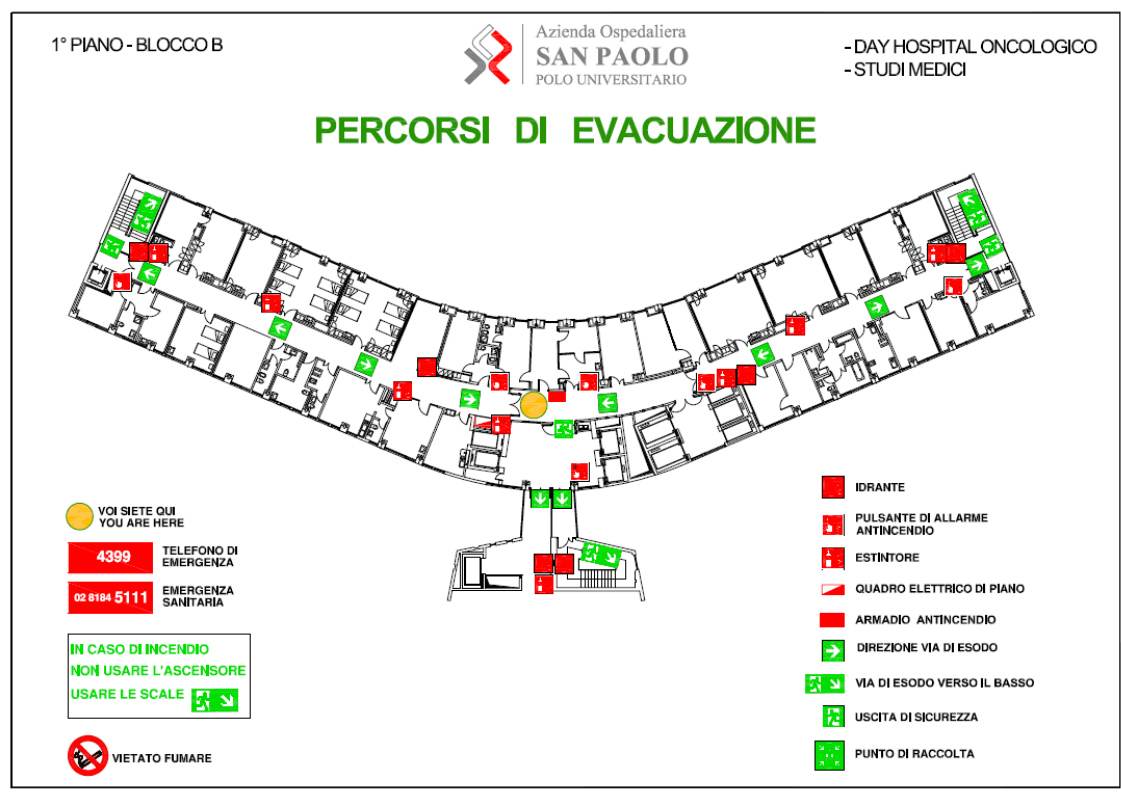 1° PIANO - BLOCCO B
Azienda Ospedaliera
SAN PAOLO
POLO UNIVERSITARIO
- DAY HOSPITAL ONCOLOGICO
- STUDI MEDICI
PERCORSI DI EVACUAZIONE
VOI SIETE QUI
YOU ARE HERE
4399
TELEFONO DI
EMERGENZA
02 8184 5111
EMERGENZA
SANITARIA
IN CASO DI INCENDIO
NON USARE L'ASCENSORE
USARE LE SCALE
VIETATO FUMARE
IDRANTE
PULSANTE DI ALLARME
ANTINCENDIO
ESTINTORE
QUADRO ELETTRICO DI PIANO
ARMADIO ANTINCENDIO
DIREZIONE VIA DI ESODO
VIA DI ESODO VERSO IL BASSO
USCITA DI SICUREZZA
PUNTO DI RACCOLTA